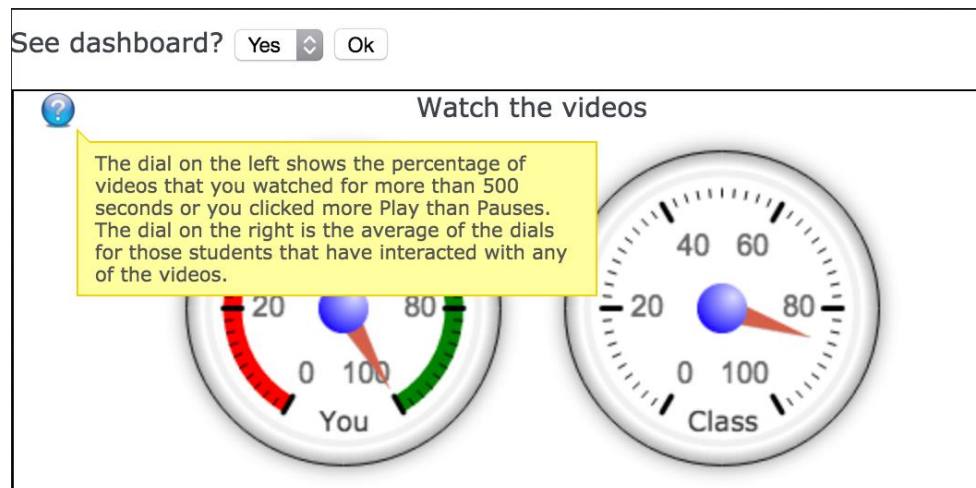 See dashboard? Yes Ok
?
Watch the videos
The dial on the left shows the percentage of
videos that you watched for more than 500
seconds or you clicked more Play than Pauses.
The dial on the right is the average of the dials
for those students that have interacted with any
of the videos.
40 60
20 80 20 80
0 100 0 100
You Class